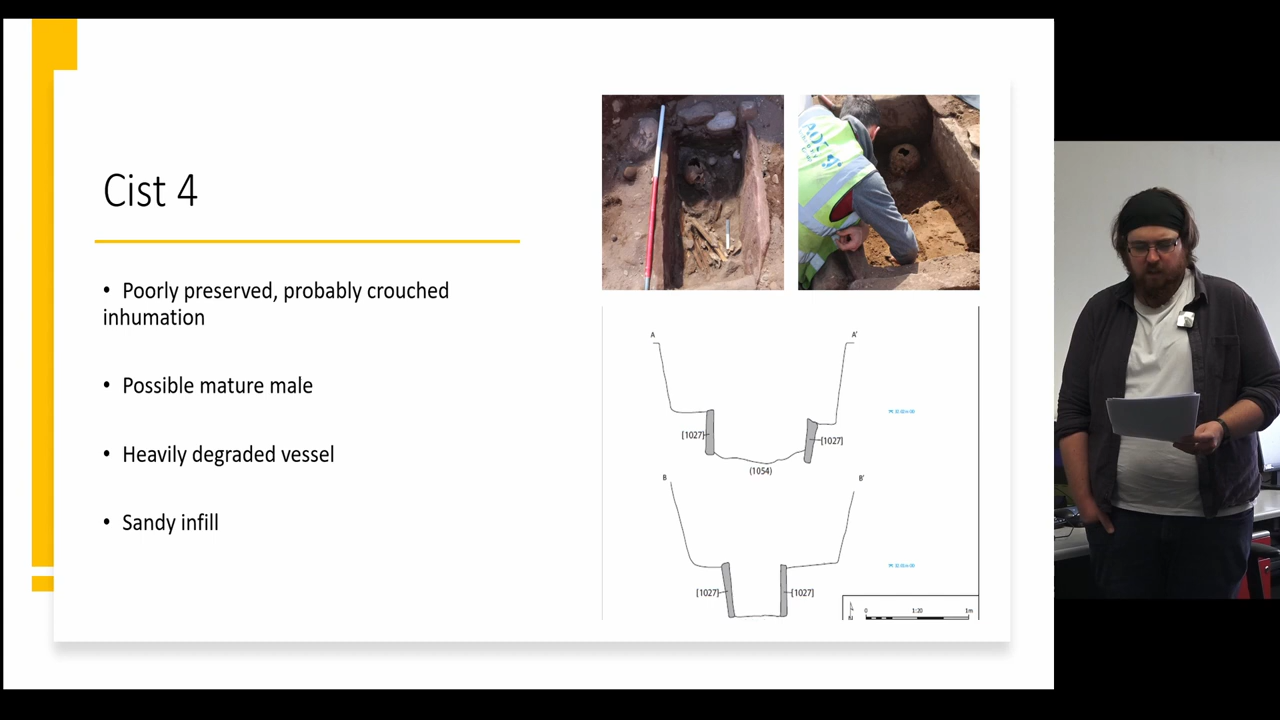 Cist 4
• Poorly preserved, probably crouched
inhumation
• Possible mature male
• Heavily degraded vessel
• Sandy infill
A A'
[1027] [1027]
(1054)
B B'
[1027] [1027]
N 0 1:20 1m